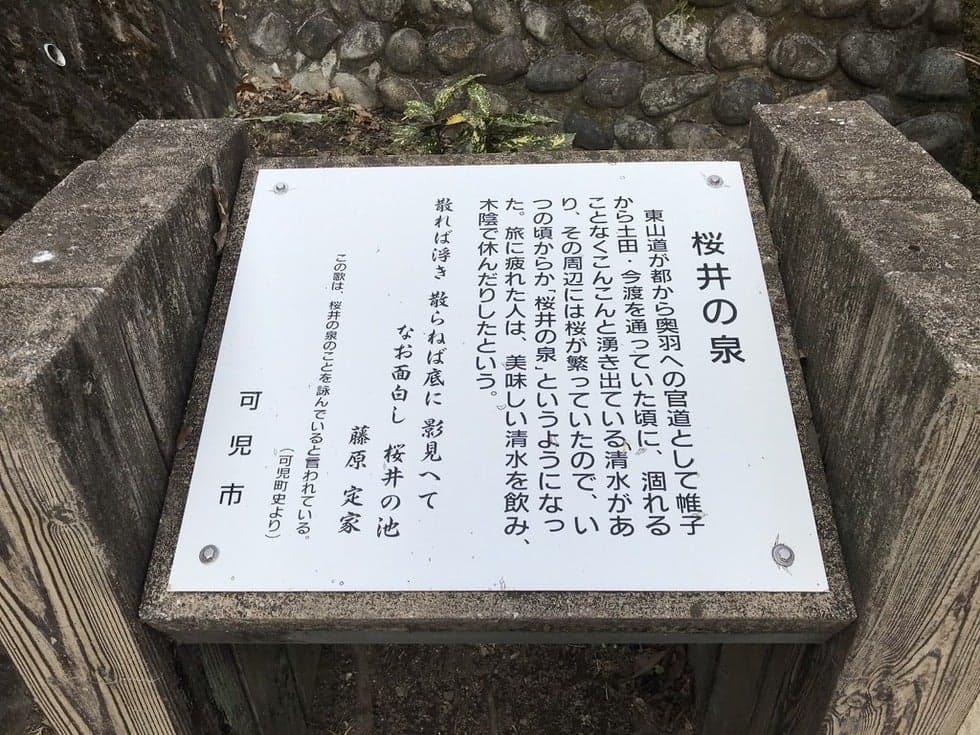 桜井の泉
東山道が都から奥羽への官道として帷子
から土田・今渡を通っていた頃に、涸れる
ことなくこんこんと湧き出ている清水があ
り、その周辺には桜が繁っていたので、い
つの頃からか「桜井の泉」というようになっ
た。旅に疲れた人は、美味しい清水を飲み、
木陰で休んだりしたという。
散れば浮き 散らねば底に 影見へて
なお面白し 桜井の池
藤原 定家
この歌は、桜井の泉のことを詠んでいると言われている。
(可児町史より)
可児市